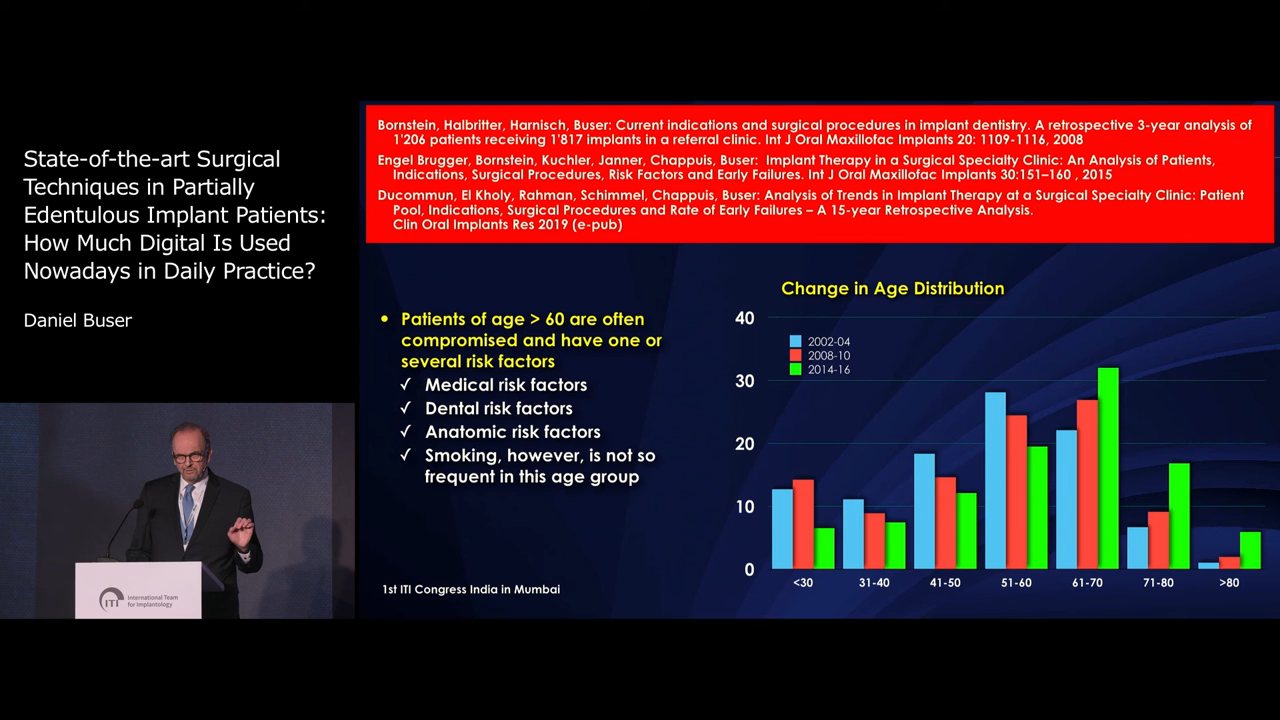 State-of-the-art Surgical
Techniques in Partially
Edentulous Implant Patients:
How Much Digital Is Used
Nowadays in Daily Practice?
Daniel Buser
ITI
International Team
for Implantology
Bornstein, Halbritter, Harnisch, Buser: Current indications and surgical procedures in implant dentistry. A retrospective 3-year analysis of
1'206 patients receiving 1'817 implants in a referral clinic. Int J Oral Maxillofac Implants 20: 1109-1116, 2008
Engel Brugger, Bornstein, Kuchler, Janner, Chappuis, Buser: Implant Therapy in a Surgical Specialty Clinic: An Analysis of Patients,
Indications, Surgical Procedures, Risk Factors and Early Failures. Int J Oral Maxillofac Implants 30:151–160 , 2015
Ducommun, El Kholy, Rahman, Schimmel, Chappuis, Buser: Analysis of Trends in Implant Therapy at a Surgical Specialty Clinic: Patient
Pool, Indications, Surgical Procedures and Rate of Early Failures – A 15-year Retrospective Analysis.
Clin Oral Implants Res 2019 (e-pub)
• Patients of age > 60 are often
compromised and have one or
several risk factors
✓ Medical risk factors
✓ Dental risk factors
✓ Anatomic risk factors
✓ Smoking, however, is not so
frequent in this age group
1st ITI Congress India in Mumbai
Change in Age Distribution
40
30
20
10
0
2002-04
2008-10
2014-16
<30 31-40 41-50 51-60 61-70 71-80 >80